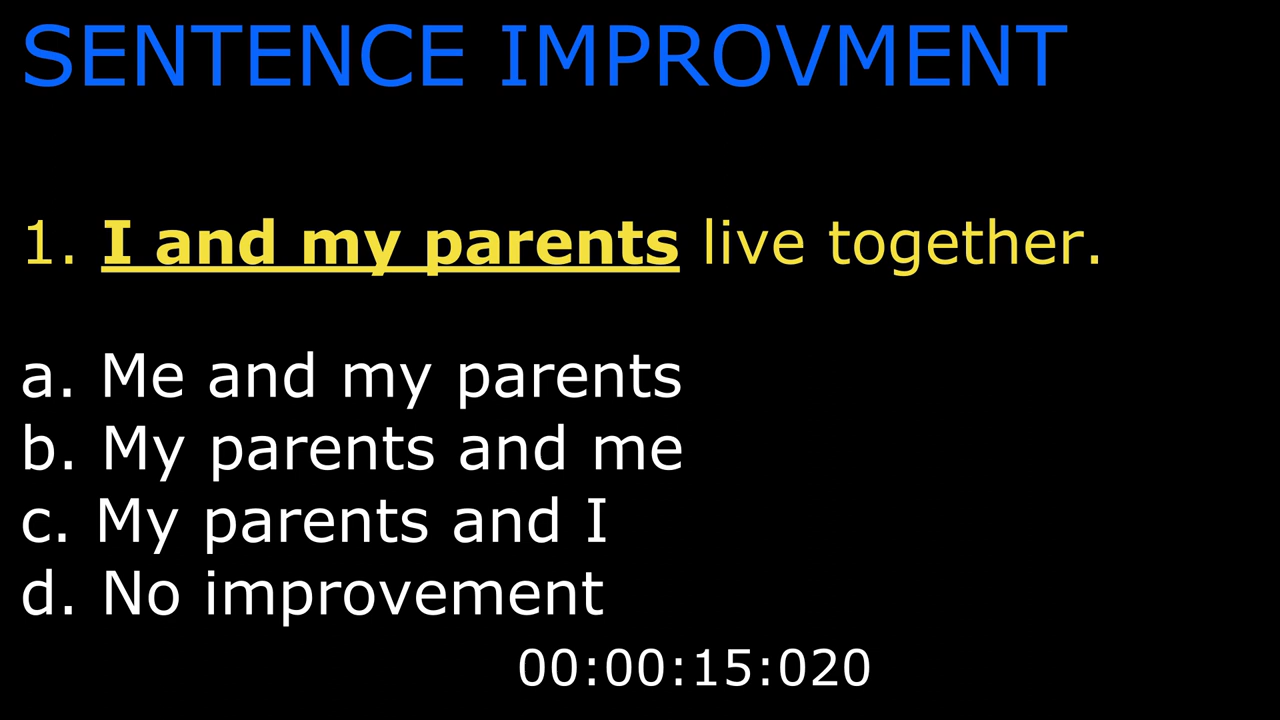 SENTENCE IMPROVMENT
1. I and my parents live together.
a. Me and my parents
b. My parents and me
c. My parents and I
d. No improvement
00:00:15:020